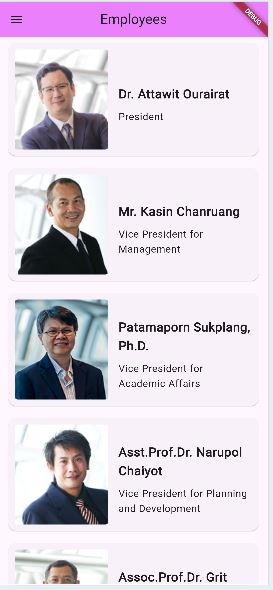 Employees
DEBUG
Dr. Attawit Ourairat
President
Mr. Kasin Chanruang
Vice President for
Management
Patamaporn Sukplang,
Ph.D.
Vice President for
Academic Affairs
Asst.Prof.Dr. Narupol
Chaiyot
Vice President for Planning
and Development
Assoc.Prof.Dr. Grit